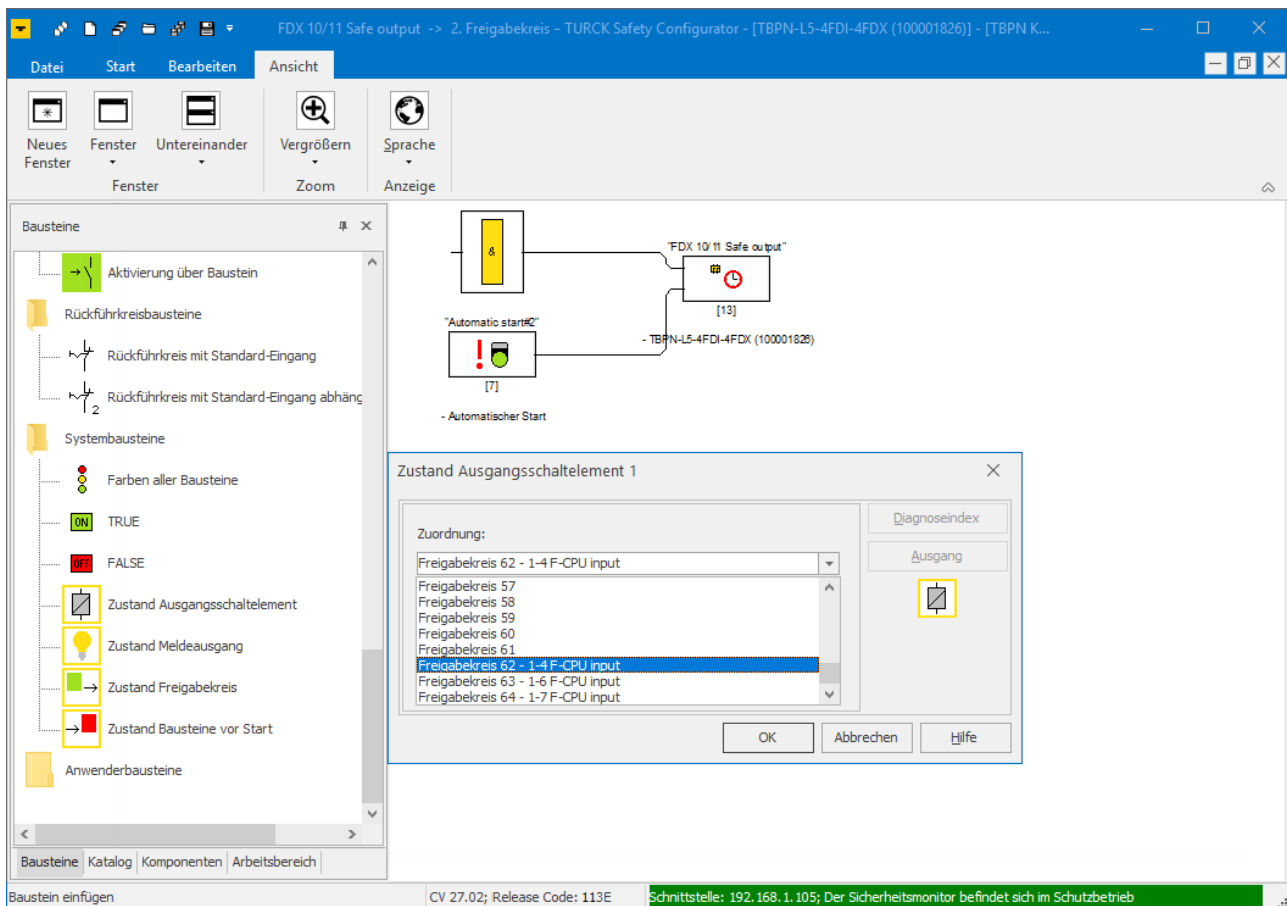 FDX 10/11 Safe output -> 2. Freigabekreis – TURCK Safety Configurator - [TBPN-L5-4FDI-4FDX (100001826)] - [TBPN K...
Datei Start Bearbeiten Ansicht
Neues Fenster
Fenster
Untereinander
Vergrößern
Sprache
Fenster Zoom Anzeige
Bausteine
Aktivierung über Baustein
Rückführkreisbausteine
Rückführkreis mit Standard-Eingang
2
Rückführkreis mit Standard-Eingang abhäng
Systembausteine
Farben aller Bausteine
ON
TRUE
OFF
FALSE
Zustand Ausgangsschaltelement
Zustand Meldeausgang
Zustand Freigabekreis
Zustand Bausteine vor Start
Anwenderbausteine
Bausteine Katalog Komponenten Arbeitsbereich
&
"FDX 10/11 Safe output"
[13]
- TBPN-L5-4FDI-4FDX (100001826)
"Automatic start#2"
[7]
- Automatischer Start
Zustand Ausgangsschaltelement 1
Zuordnung:
Freigabekreis 62 - 1-4 F-CPU input
Freigabekreis 57
Freigabekreis 58
Freigabekreis 59
Freigabekreis 60
Freigabekreis 61
Freigabekreis 62 - 1-4 F-CPU input
Freigabekreis 63 - 1-6 F-CPU input
Freigabekreis 64 - 1-7 F-CPU input
Diagnoseindex
Ausgang
OK Abbrechen Hilfe
Baustein einfügen
CV 27.02; Release Code: 113E
Schnittstelle: 192.168.1.105; Der Sicherheitsmonitor befindet sich im Schutzbetrieb